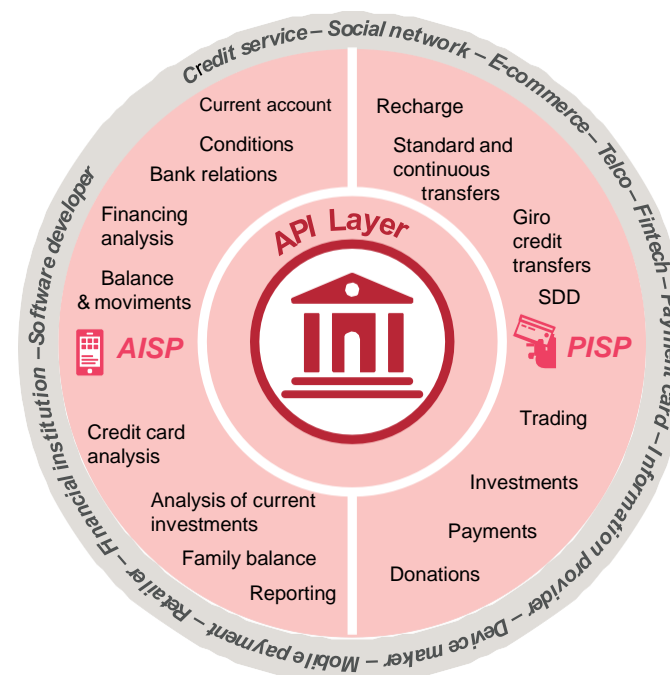 Credit service – Social network – E-commerce – Telco – Fintech – Payment card – Information provider – Device maker – Mobile payment – Retailer – Financial institution – Software developer
Current account
Conditions
Bank relations
Financing
analysis
Balance
& moviments
AISP
Credit card
analysis
Analysis of current
investments
Family balance
Reporting
API Layer
Recharge
Standard and
continuous
transfers
Giro
credit
transfers
SDD
PISP
Trading
Investments
Payments
Donations